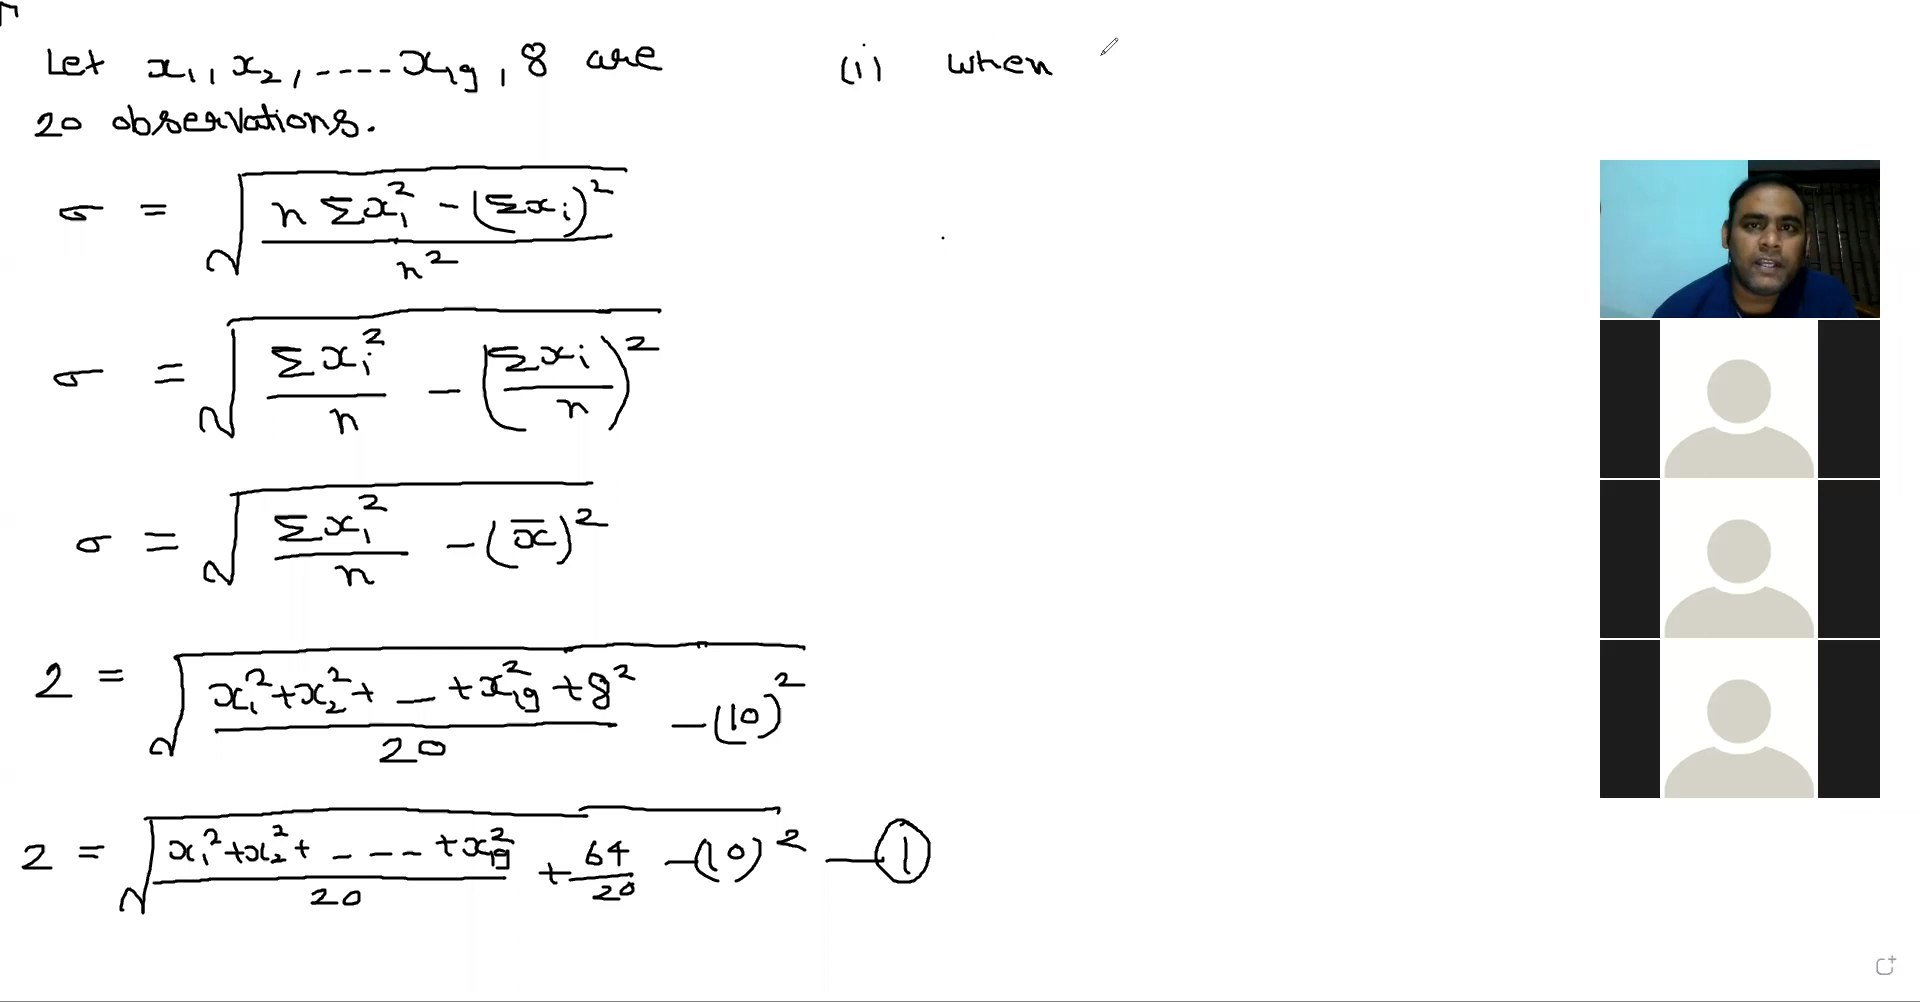 Let x₁, x₂, ----- x₁₉, 8 are
20 observations.
σ = √((n Σxᵢ² - (Σxᵢ)²) / n²)
σ = √(Σxᵢ²/n - (Σxᵢ/n)²)
σ = √(Σxᵢ²/n - (x̄)²)
2 = √((x₁² + x₂² + — + x₁₉² + 8²)/20 - (10)²)
2 = √((x₁² + x₂² + ---- + x₁₉²)/20 + 64/20 - (10)²) — ①
(i) when